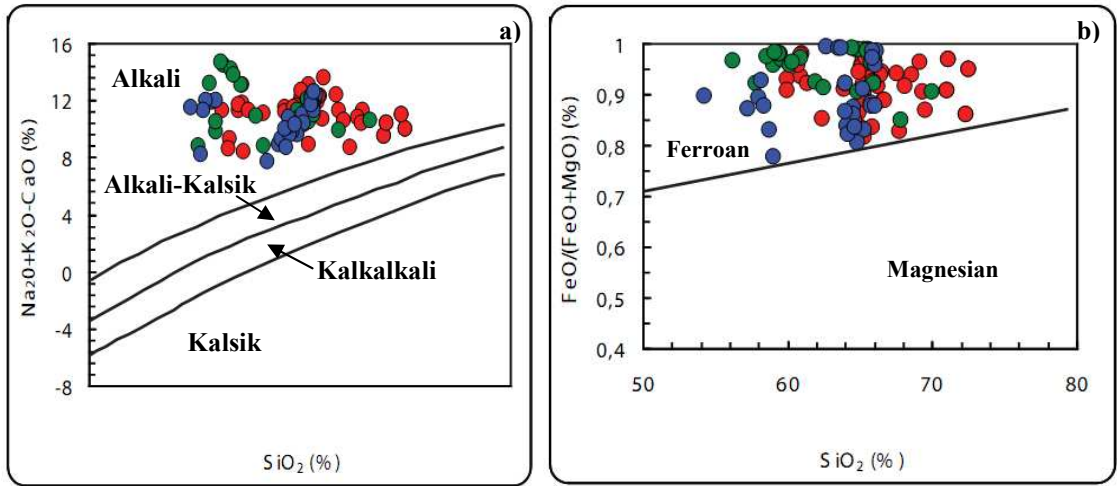 a)
16
12
8
4
0
-4
-8
Na₂0+K₂O-CaO (%)
Alkali
Alkali-Kalsik
Kalkalkali
Kalsik
SiO₂ (%)
b)
1
0,9
0,8
0,7
0,6
0,5
0,4
FeO/(FeO+MgO) (%)
Ferroan
Magnesian
50 60 70 80
SiO₂ (%)